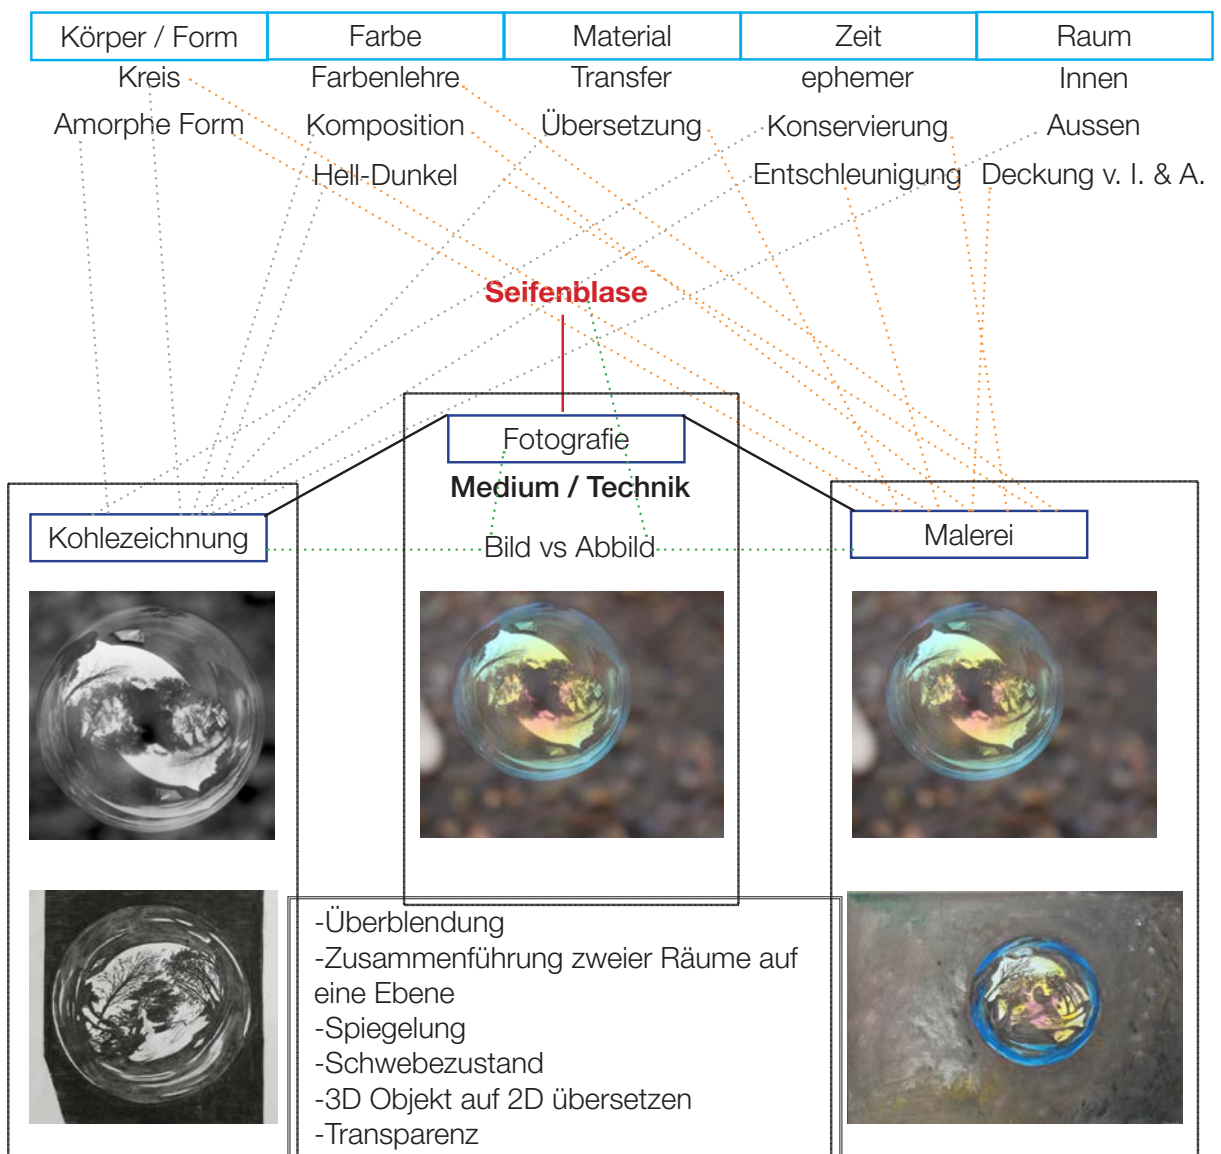 Körper / Form Farbe Material Zeit Raum
Kreis Farbenlehre Transfer ephemer Innen
Amorphe Form Komposition Übersetzung Konservierung Aussen
Hell-Dunkel Entschleunigung Deckung v. I. & A.
Seifenblase
Fotografie
Medium / Technik
Kohlezeichnung Malerei
Bild vs Abbild
-Überblendung
-Zusammenführung zweier Räume auf
eine Ebene
-Spiegelung
-Schwebezustand
-3D Objekt auf 2D übersetzen
-Transparenz